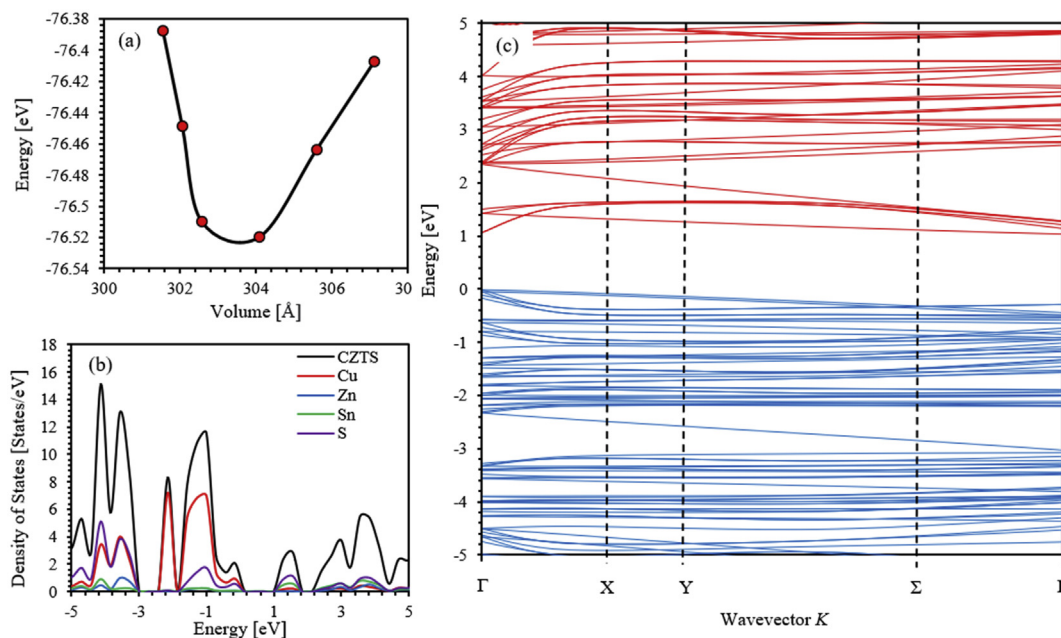 (a)
Energy [eV]
-76.38
-76.4
-76.42
-76.44
-76.46
-76.48
-76.5
-76.52
-76.54
300
302
304
306
30
Volume [Å]
(b)
Density of States [States/eV]
18
16
14
12
10
8
6
4
2
0
-5
-3
-1
1
3
5
Energy [eV]
CZTS
Cu
Zn
Sn
S
(c)
Energy [eV]
5
4
3
2
1
0
-1
-2
-3
-4
-5
Γ
X
Y
Σ
Wavevector K